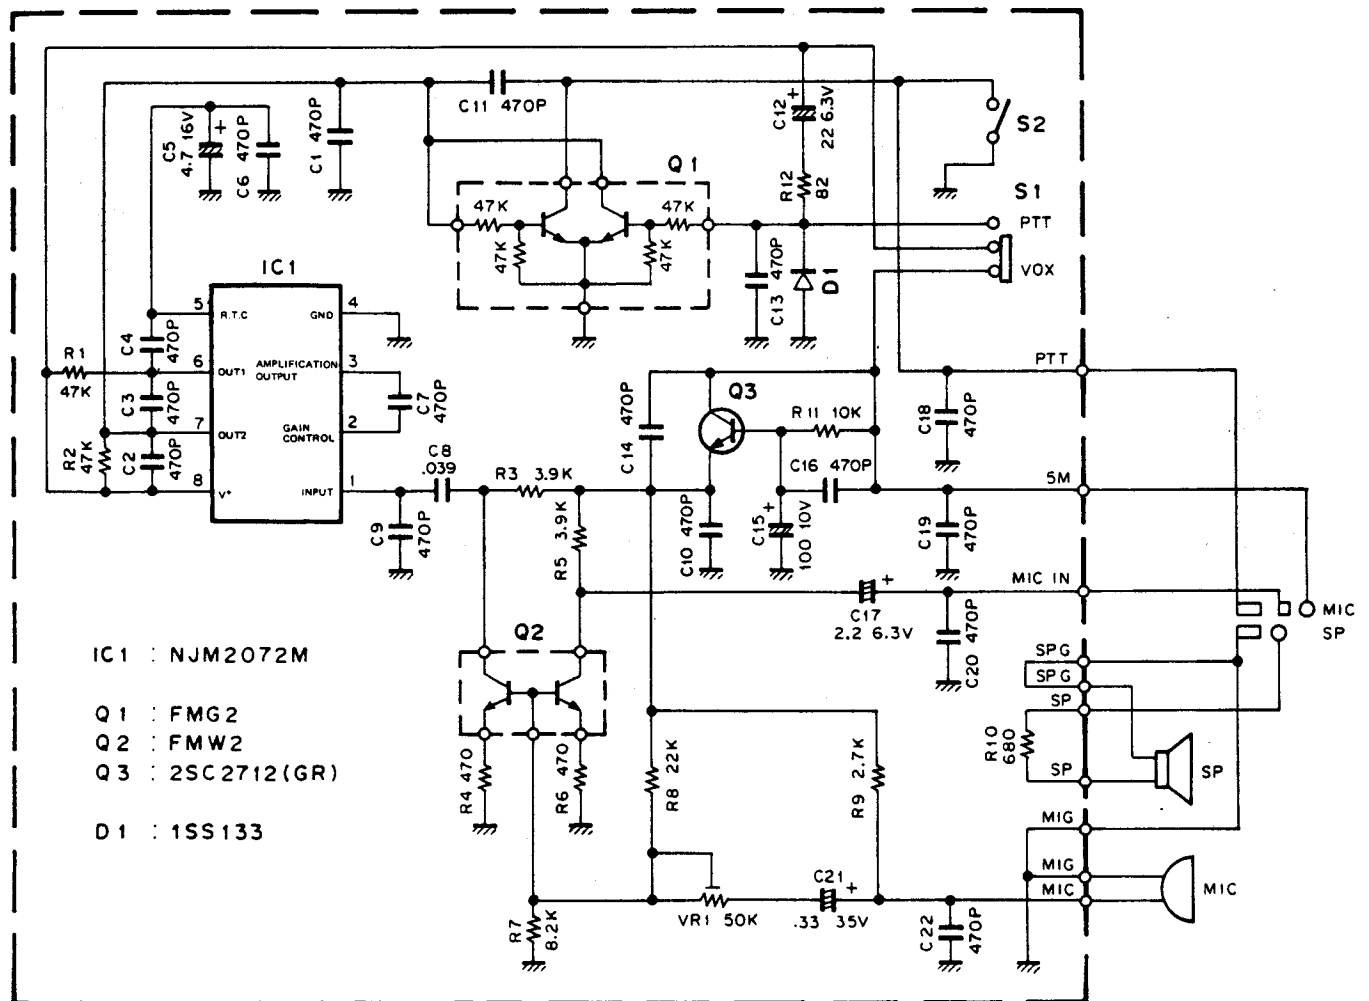 C11 470P
C12 + 22 6.3V
S2
C5 4.7 16V +
C6 470P
C1 470P
Q1
R12 82
S1
47K
47K
PTT
47K
47K
C13 470P
D1
VOX
IC1
5 R.T.C
GND 4
C4 470P
R1 47K
6 OUT1
AMPLIFICATION OUTPUT 3
C3 470P
C7 470P
7 OUT2
GAIN CONTROL 2
R2 47K
C2 470P
8 V+
INPUT 1
PTT
Q3
R11 10K
C14 470P
C18 470P
C8 .039
R3 3.9K
C16 470P
5M
C9 470P
R5 3.9K
C10 470P
C15 + 100 10V
C19 470P
MIC IN
C17 + 2.2 6.3V
C20 470P
MIC
SP
Q2
IC1 : NJM2072M
SPG
SPG
Q1 : FMG2
SP
Q2 : FMW2
R10 680
Q3 : 2SC2712(GR)
R4 470
R6 470
R8 22K
R9 2.7K
SP
SP
D1 : 1SS133
MIG
MIG
C21 +
MIC
MIC
VR1 50K
.33 35V
R7 8.2K
C22 470P